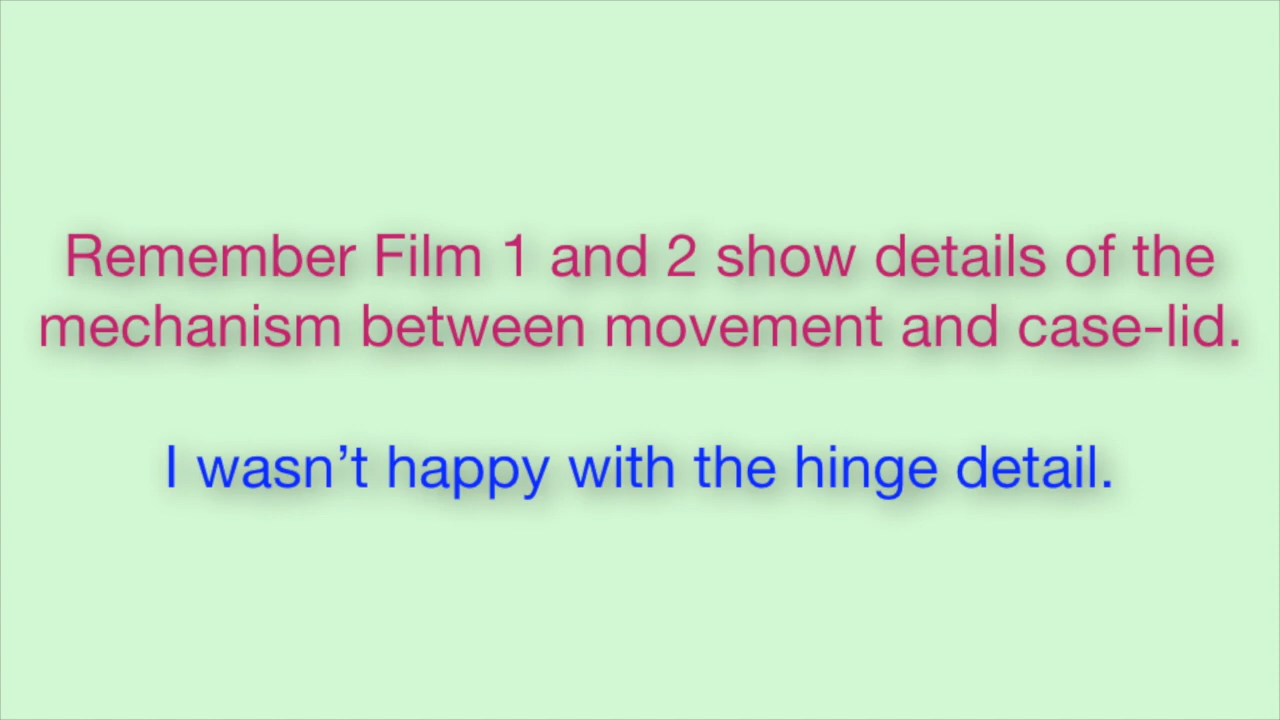 Remember Film 1 and 2 show details of the
mechanism between movement and case-lid.
I wasn’t happy with the hinge detail.